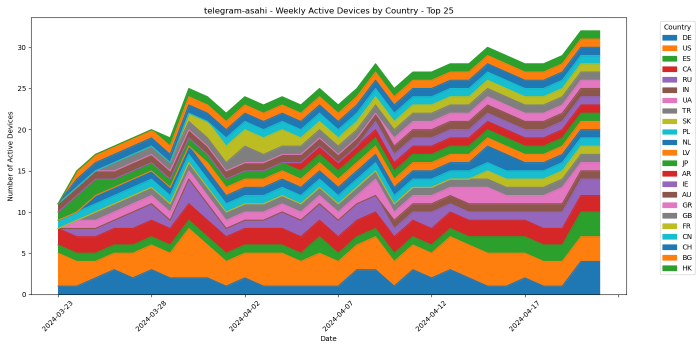 telegram-asahi - Weekly Active Devices by Country - Top 25
Number of Active Devices
30
25
20
15
10
5
0
2024-03-23
2024-03-28
2024-04-02
2024-04-07
2024-04-12
2024-04-17
Date
Country
DE
US
ES
CA
RU
IN
UA
TR
SK
PL
NL
LV
JP
AR
IE
AU
GR
GB
FR
CN
CH
BG
HK